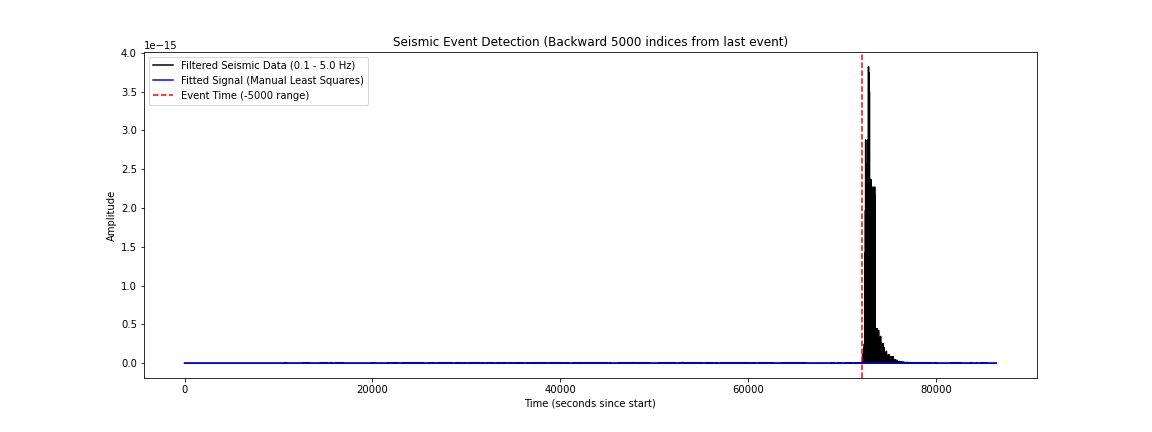 Seismic Event Detection (Backward 5000 indices from last event)
1e−15
4.0
3.5
3.0
2.5
2.0
1.5
1.0
0.5
0.0
Amplitude
Filtered Seismic Data (0.1 - 5.0 Hz)
Fitted Signal (Manual Least Squares)
Event Time (-5000 range)
0 20000 40000 60000 80000
Time (seconds since start)